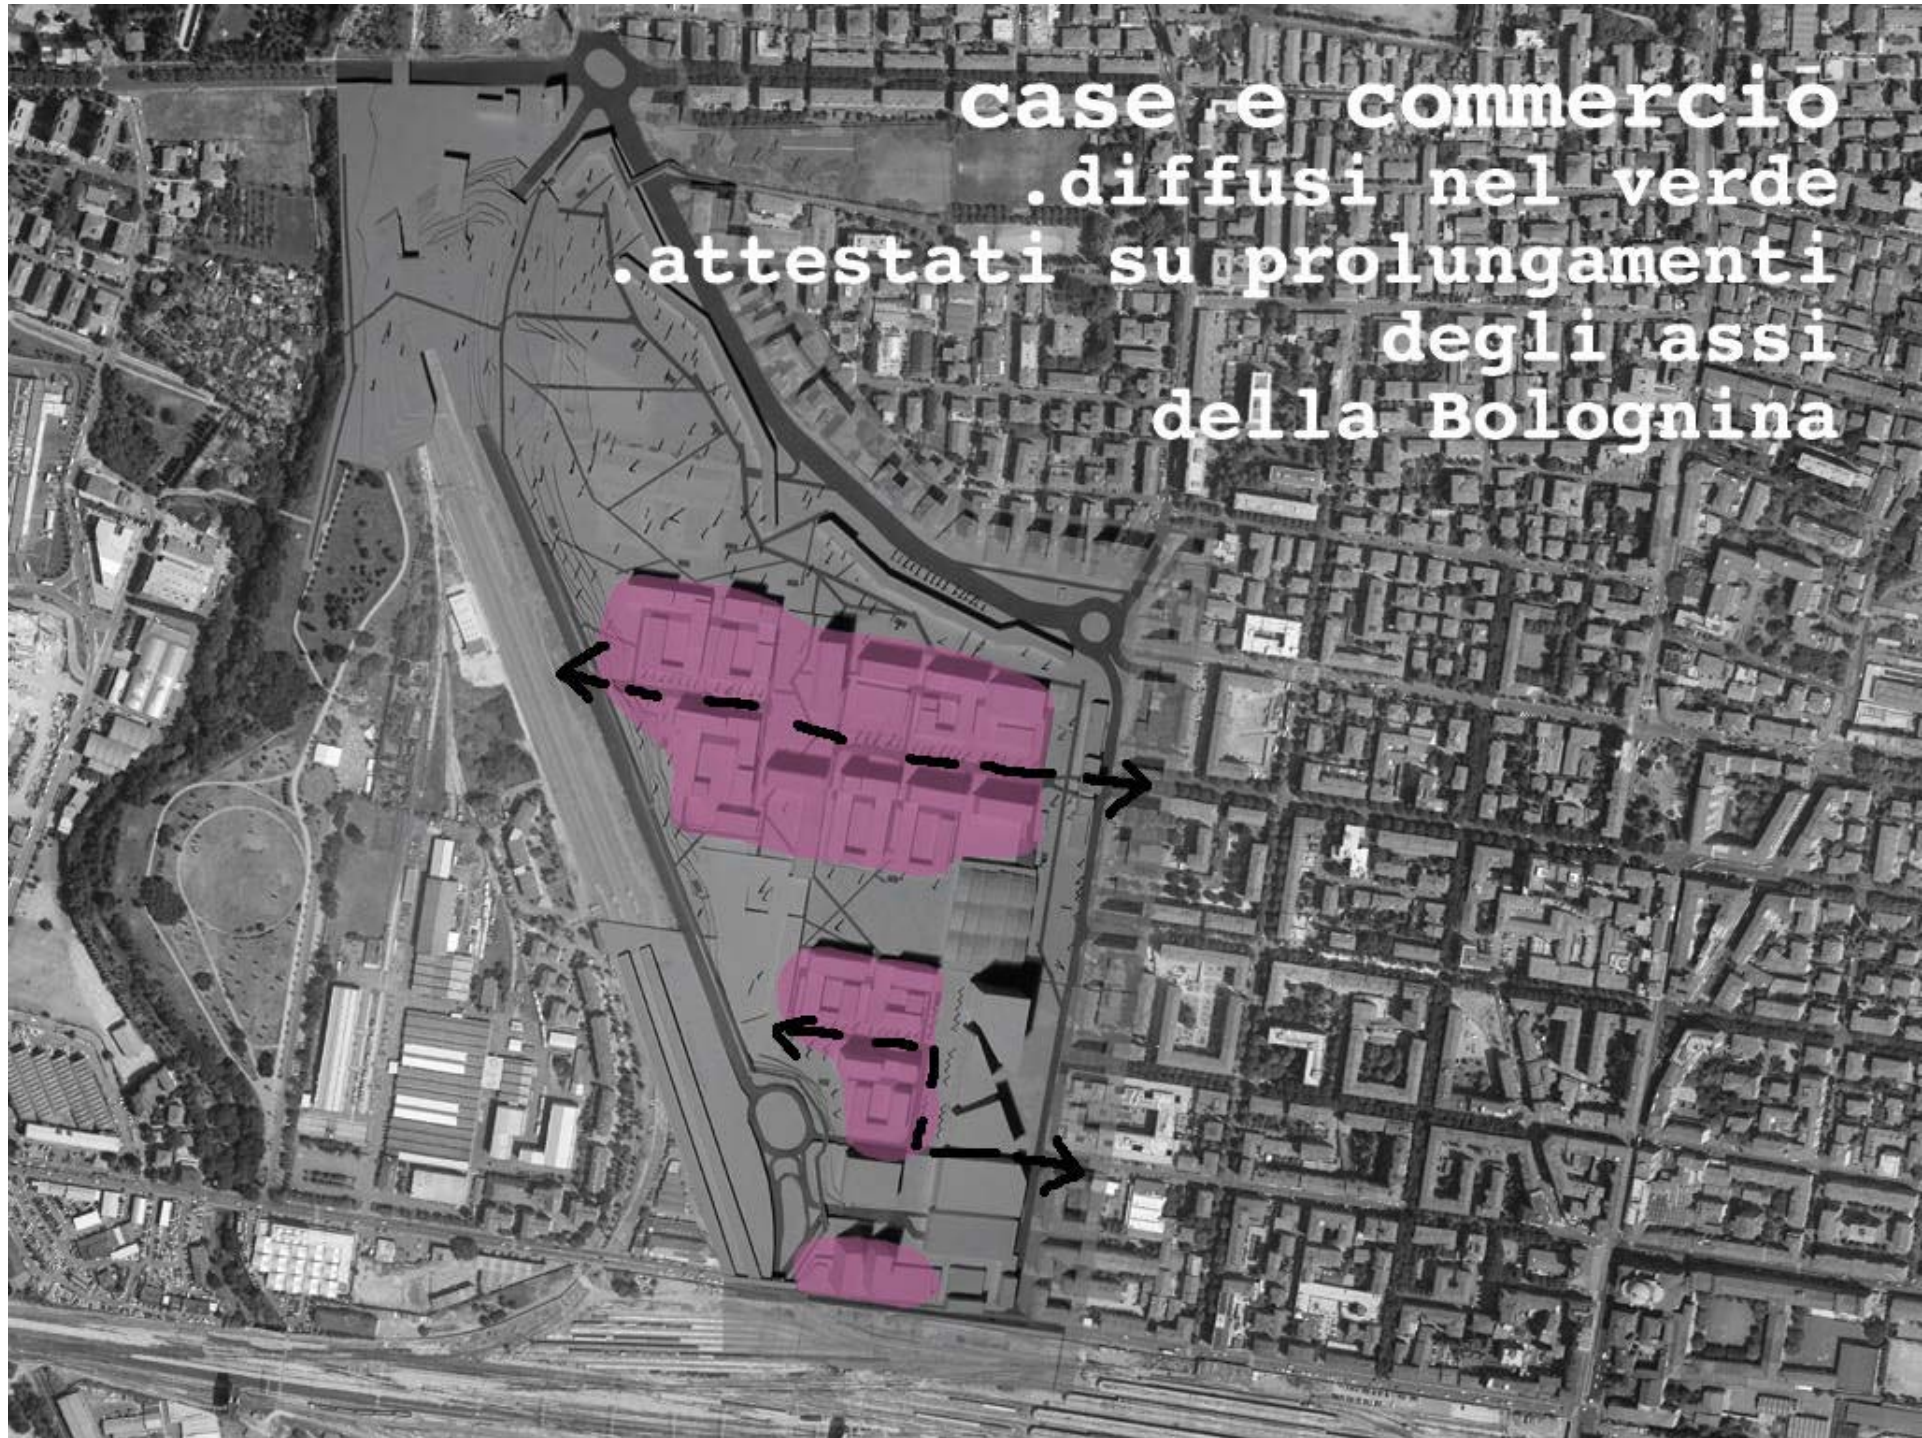 case e commercio
.diffusi nel verde
.attestati su prolungamenti
degli assi
della Bolognina